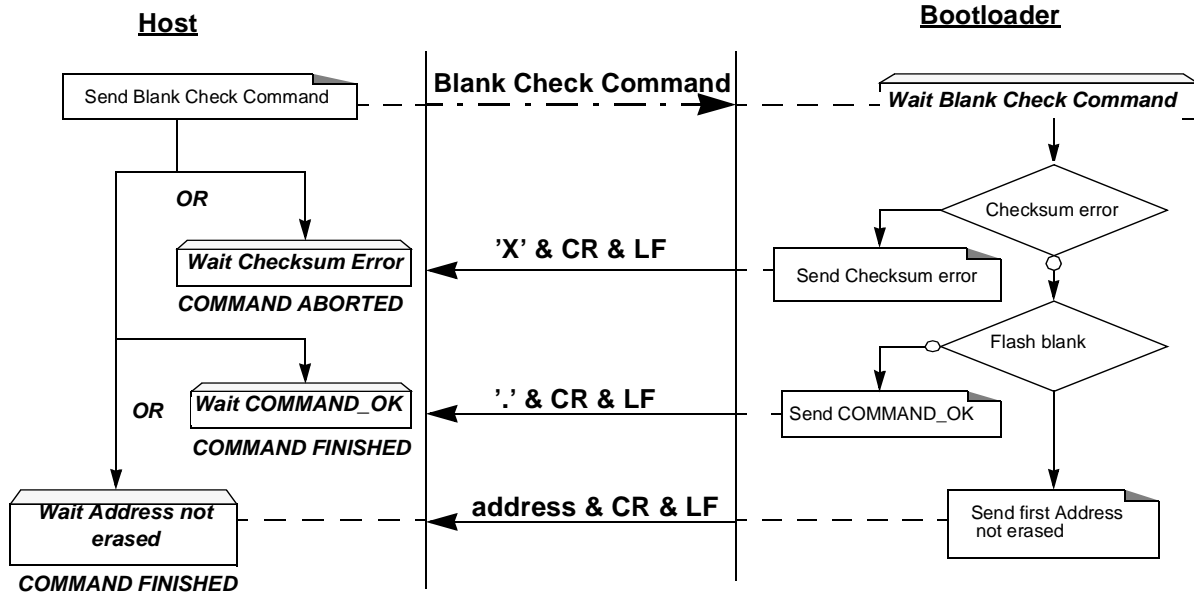 Host
Bootloader
Send Blank Check Command
Blank Check Command
Wait Blank Check Command
OR
Checksum error
Wait Checksum Error
’X’ & CR & LF
Send Checksum error
COMMAND ABORTED
Flash blank
OR
Wait COMMAND_OK
’.’ & CR & LF
Send COMMAND_OK
COMMAND FINISHED
Wait Address not
erased
address & CR & LF
Send first Address
not erased
COMMAND FINISHED